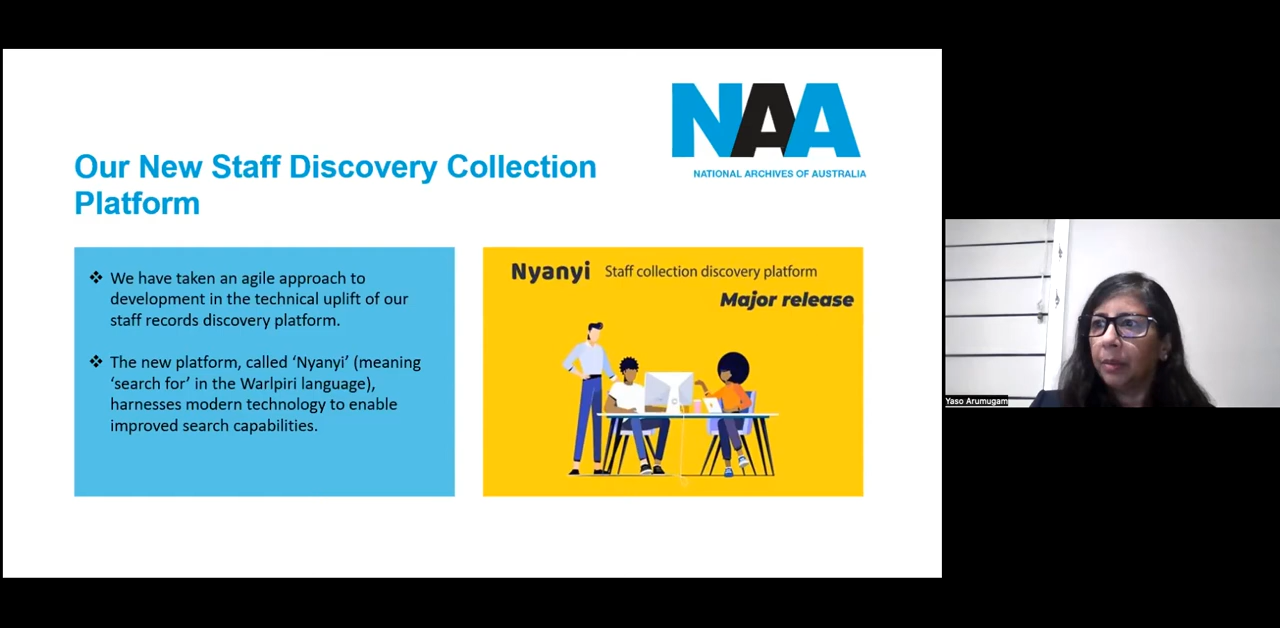 NAA
NATIONAL ARCHIVES OF AUSTRALIA
Our New Staff Discovery Collection
Platform
❖ We have taken an agile approach to
development in the technical uplift of our
staff records discovery platform.
❖ The new platform, called ‘Nyanyi’ (meaning
‘search for’ in the Warlpiri language),
harnesses modern technology to enable
improved search capabilities.
Nyanyi Staff collection discovery platform
Major release
Yaso Arumugam